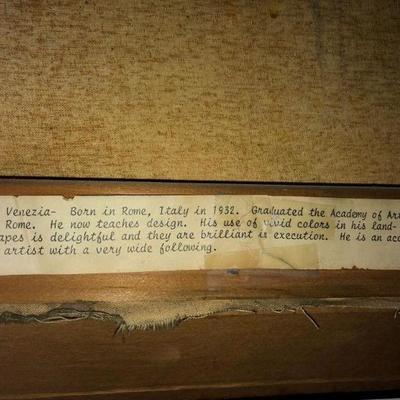 Venezia- Born in Rome, Italy in 1932. Graduated the Academy of Art
Rome. He now teaches design. His use of vivid colors in his land-
apes is delightful and they are brilliant is execution. He is an acc
artist with a very wide following.